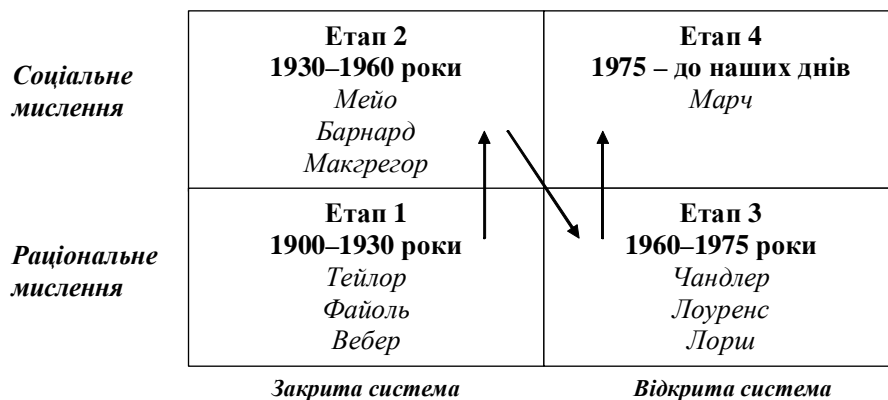 Соціальне
мислення
Етап 2
1930–1960 роки
Мейо
Барнард
Макгрегор
Етап 4
1975 – до наших днів
Марч
Раціональне
мислення
Етап 1
1900–1930 роки
Тейлор
Файоль
Вебер
Етап 3
1960–1975 роки
Чандлер
Лоуренс
Лорш
Закрита система
Відкрита система